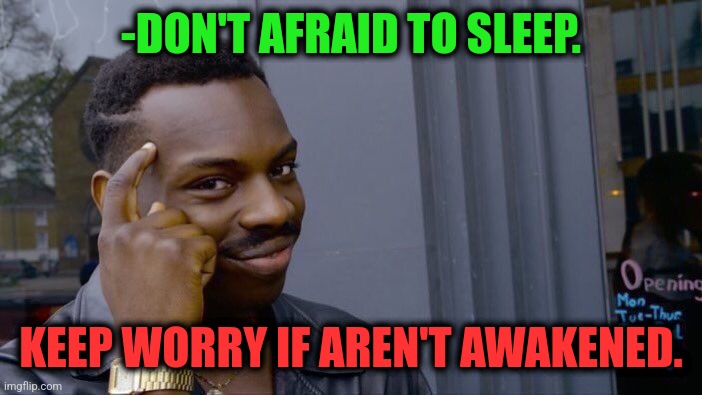 -DON'T AFRAID TO SLEEP.
Opening
Mon
Tue-Thur
KEEP WORRY IF AREN'T AWAKENED.
imgflip.com